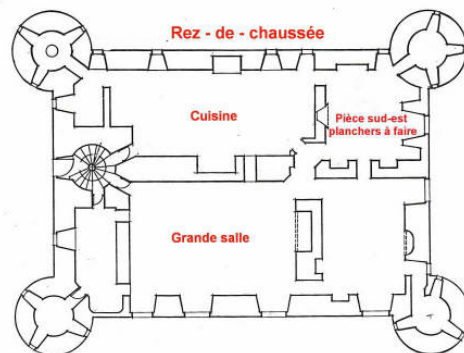 Rez - de - chaussée
Cuisine
Pièce sud-est
planchers à faire
Grande salle